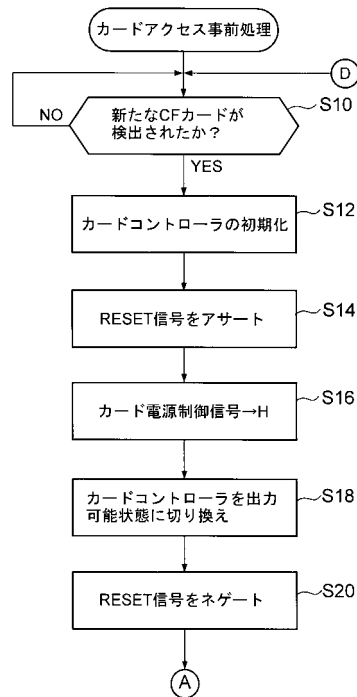 カードアクセス事前処理
D
S10
新たなCFカードが
検出されたか？
NO
YES
S12
カードコントローラの初期化
S14
RESET信号をアサート
S16
カード電源制御信号→H
S18
カードコントローラを出力
可能状態に切り換え
S20
RESET信号をネゲート
A